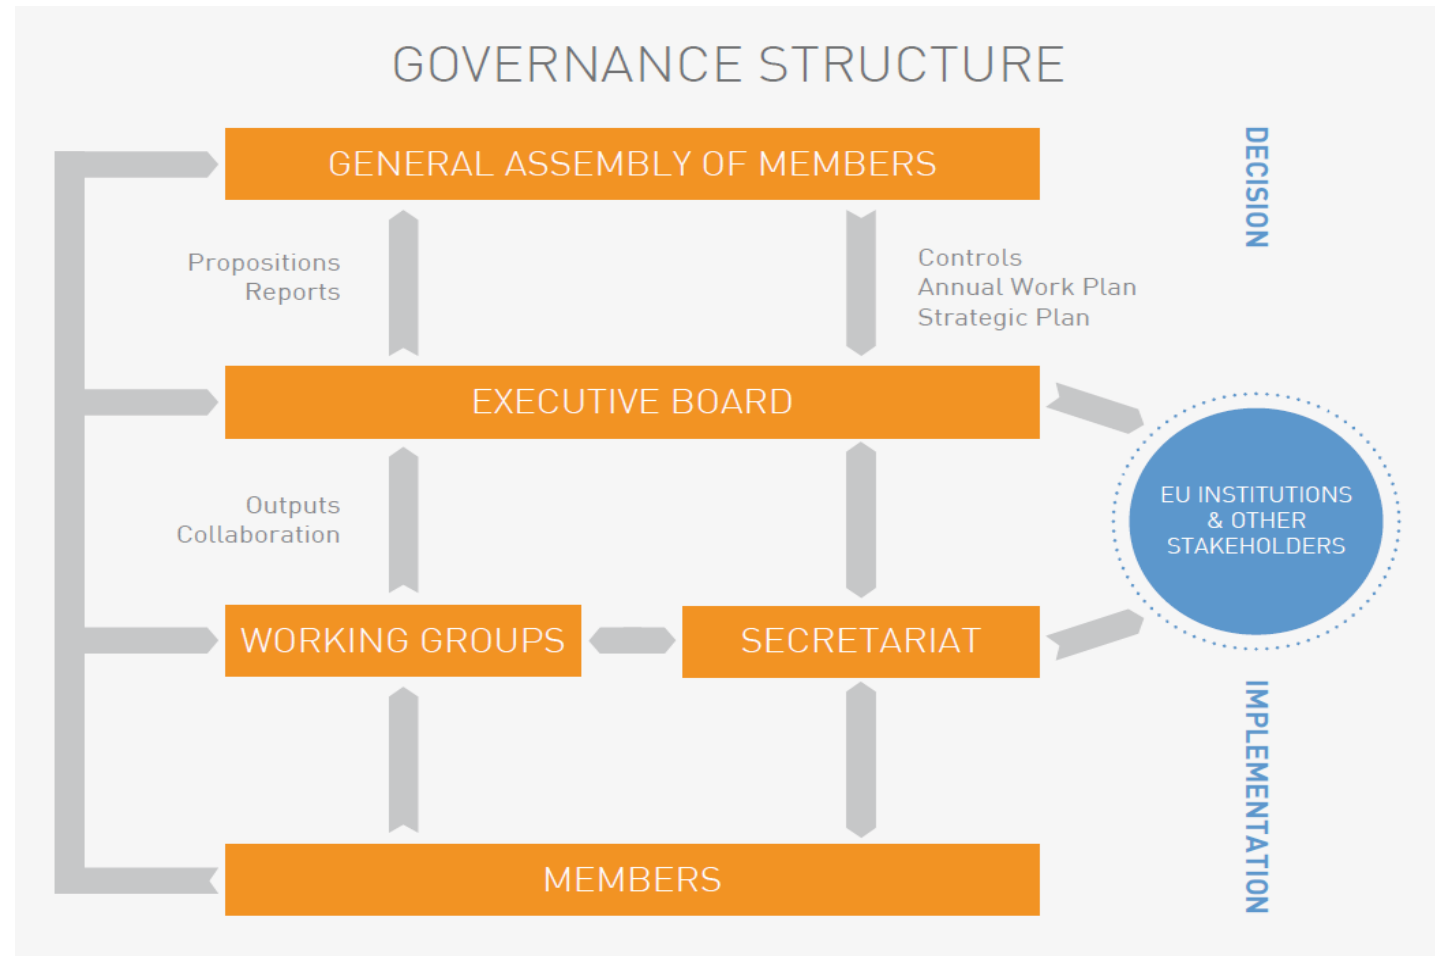 GOVERNANCE STRUCTURE
GENERAL ASSEMBLY OF MEMBERS
DECISION
Propositions
Reports
Controls
Annual Work Plan
Strategic Plan
EXECUTIVE BOARD
Outputs
Collaboration
EU INSTITUTIONS
& OTHER
STAKEHOLDERS
WORKING GROUPS
SECRETARIAT
IMPLEMENTATION
MEMBERS